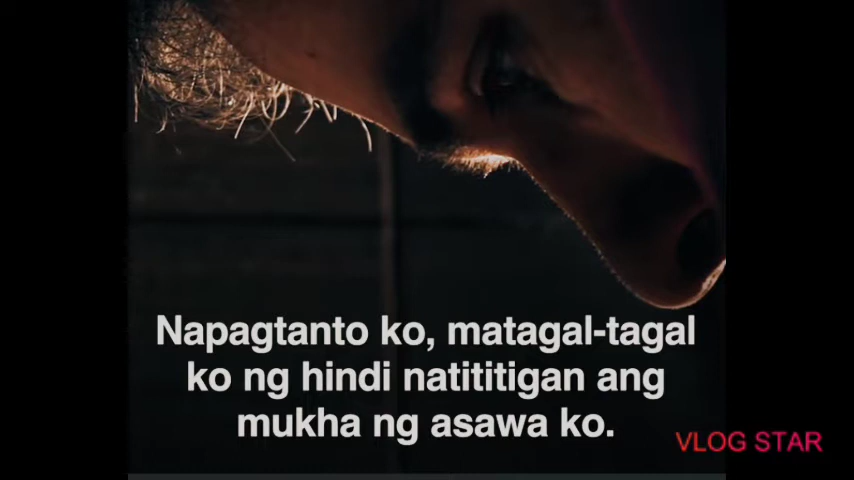 Napagtanto ko, matagal-tagal
ko ng hindi natititigan ang
mukha ng asawa ko.
VLOG STAR